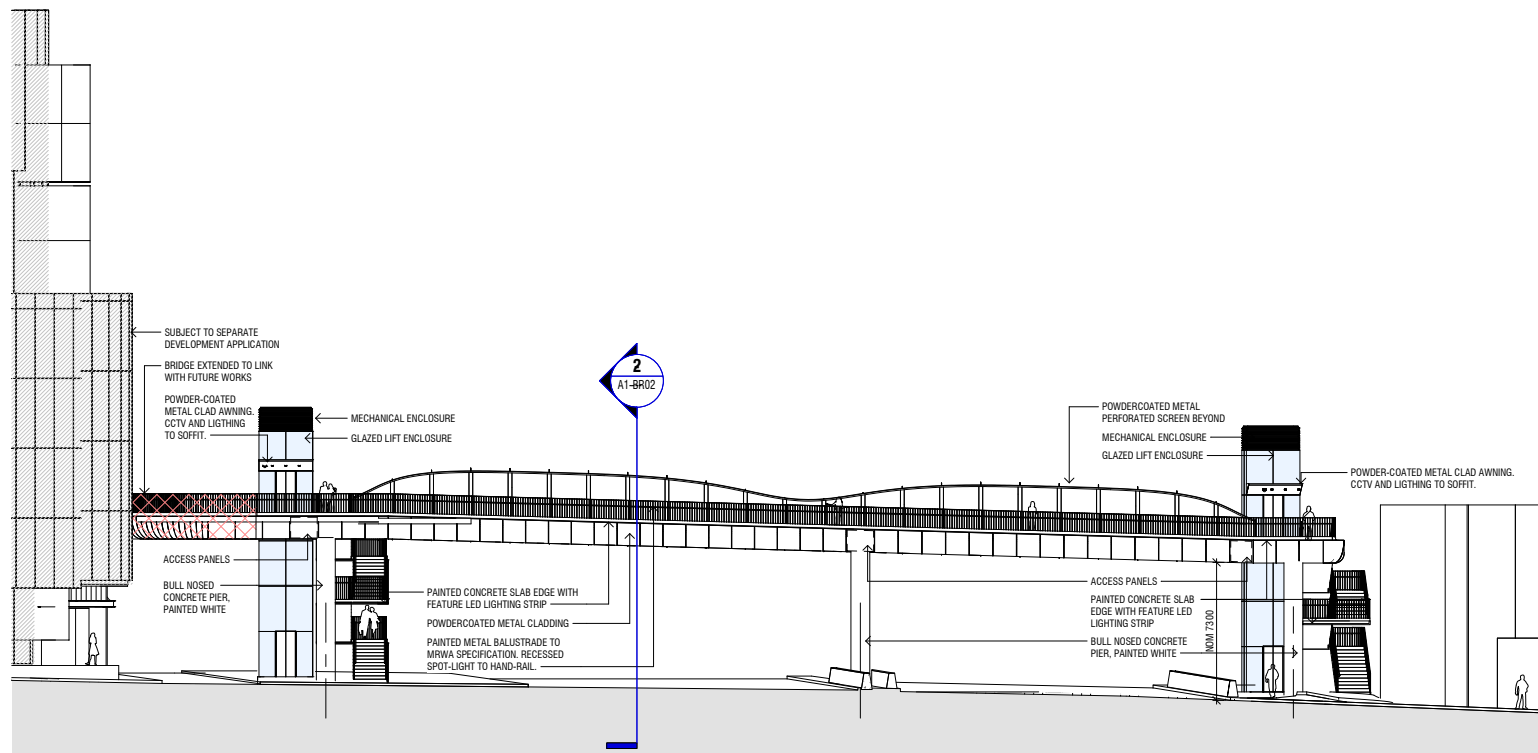 SUBJECT TO SEPARATE
DEVELOPMENT APPLICATION
BRIDGE EXTENDED TO LINK
WITH FUTURE WORKS
POWDER-COATED
METAL CLAD AWNING.
CCTV AND LIGTHING
TO SOFFIT.
MECHANICAL ENCLOSURE
GLAZED LIFT ENCLOSURE
2
A1-BR02
POWDERCOATED METAL
PERFORATED SCREEN BEYOND
MECHANICAL ENCLOSURE
GLAZED LIFT ENCLOSURE
POWDER-COATED METAL CLAD AWNING.
CCTV AND LIGTHING TO SOFFIT.
ACCESS PANELS
BULL NOSED
CONCRETE PIER,
PAINTED WHITE
PAINTED CONCRETE SLAB EDGE WITH
FEATURE LED LIGHTING STRIP
POWDERCOATED METAL CLADDING
PAINTED METAL BALUSTRADE TO
MRWA SPECIFICATION. RECESSED
SPOT-LIGHT TO HAND-RAIL.
ACCESS PANELS
PAINTED CONCRETE SLAB
EDGE WITH FEATURE LED
LIGHTING STRIP
BULL NOSED CONCRETE
PIER, PAINTED WHITE
NOM 7300